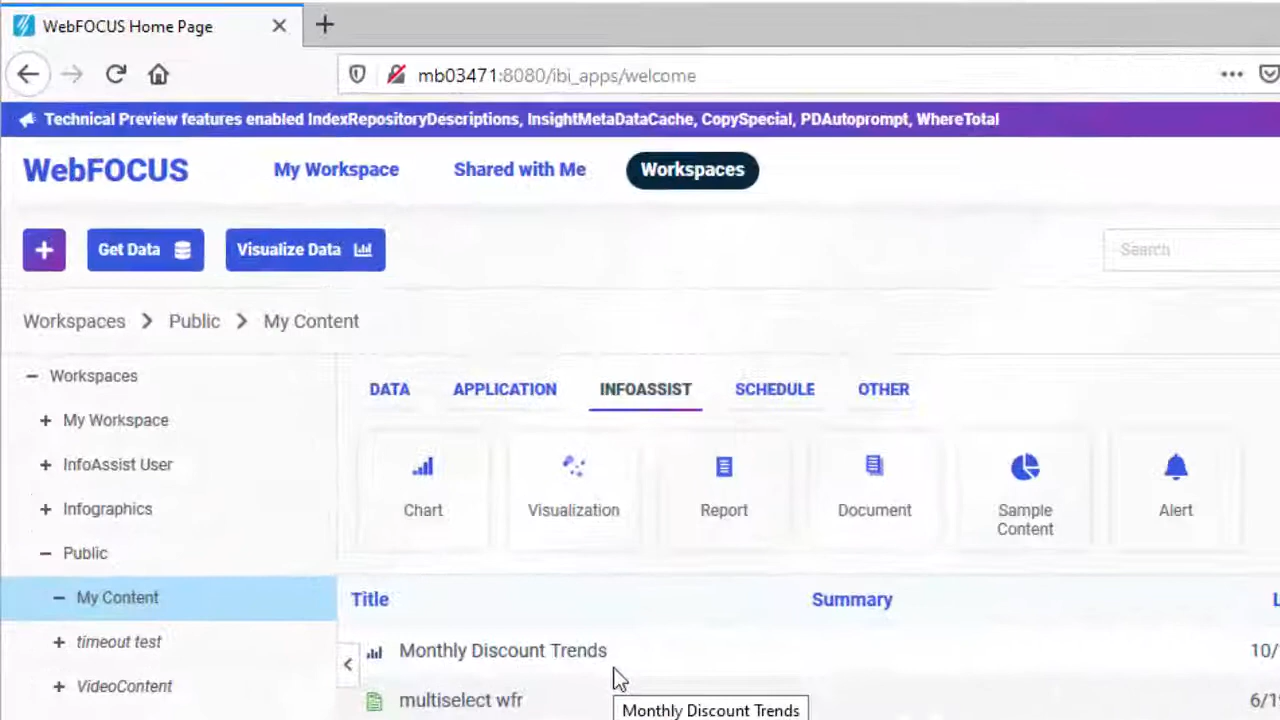 WebFOCUS Home Page
mb03471:8080/ibi_apps/welcome
Technical Preview features enabled IndexRepositoryDescriptions, InsightMetaDataCache, CopySpecial, PDAutoprompt, WhereTotal
WebFOCUS My Workspace Shared with Me Workspaces
Get Data Visualize Data Search
Workspaces Public My Content
Workspaces
My Workspace
InfoAssist User
Infographics
Public
My Content
timeout test
VideoContent
DATA APPLICATION INFOASSIST SCHEDULE OTHER
Chart Visualization Report Document Sample Content Alert
Title Summary L
Monthly Discount Trends 10/
multiselect wfr 6/1
Monthly Discount Trends